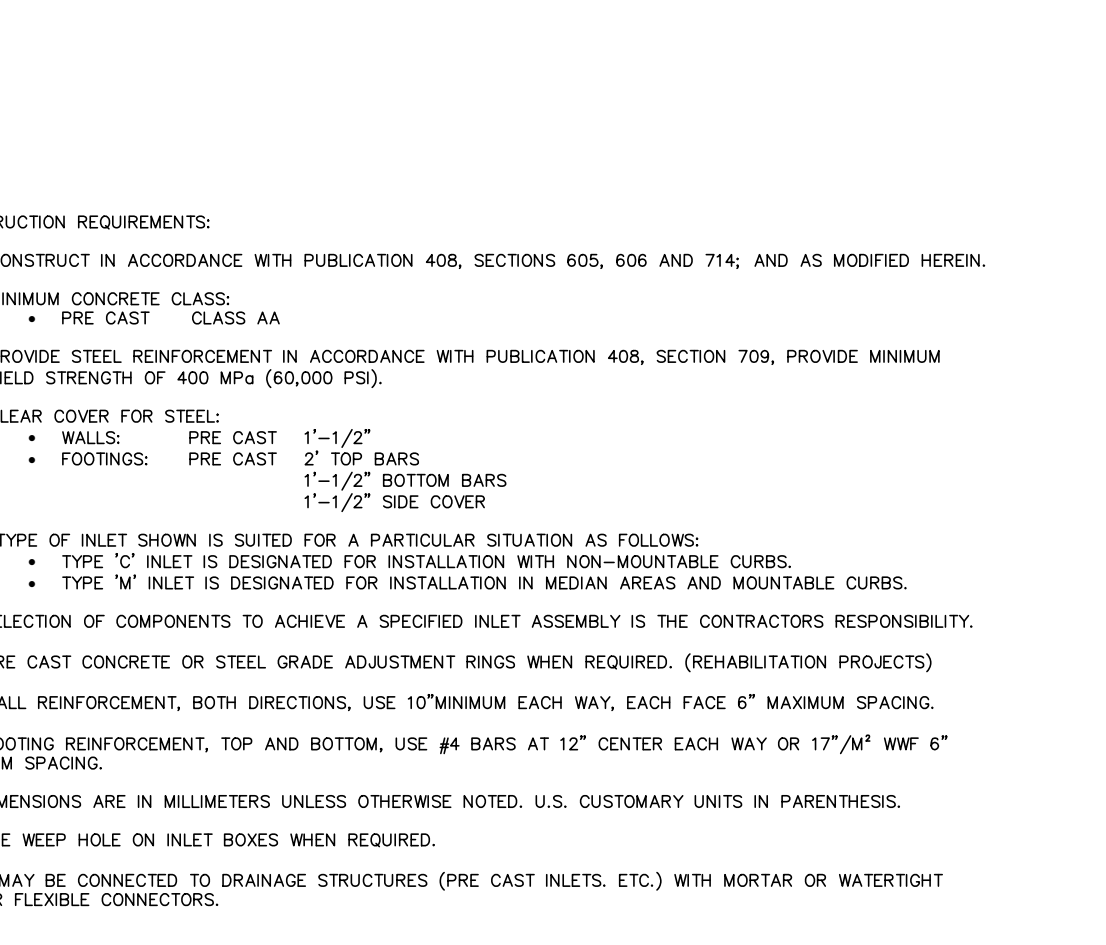 RUCTION REQUIREMENTS:
ONSTRUCT IN ACCORDANCE WITH PUBLICATION 408, SECTIONS 605, 606 AND 714; AND AS MODIFIED HEREIN.
INIMUM CONCRETE CLASS:
• PRE CAST CLASS AA
ROVIDE STEEL REINFORCEMENT IN ACCORDANCE WITH PUBLICATION 408, SECTION 709, PROVIDE MINIMUM
IELD STRENGTH OF 400 MPa (60,000 PSI).
LEAR COVER FOR STEEL:
• WALLS: PRE CAST 1'-1/2"
• FOOTINGS: PRE CAST 2' TOP BARS
1'-1/2" BOTTOM BARS
1'-1/2" SIDE COVER
TYPE OF INLET SHOWN IS SUITED FOR A PARTICULAR SITUATION AS FOLLOWS:
• TYPE 'C' INLET IS DESIGNATED FOR INSTALLATION WITH NON-MOUNTABLE CURBS.
• TYPE 'M' INLET IS DESIGNATED FOR INSTALLATION IN MEDIAN AREAS AND MOUNTABLE CURBS.
ELECTION OF COMPONENTS TO ACHIEVE A SPECIFIED INLET ASSEMBLY IS THE CONTRACTORS RESPONSIBILITY.
RE CAST CONCRETE OR STEEL GRADE ADJUSTMENT RINGS WHEN REQUIRED. (REHABILITATION PROJECTS)
ALL REINFORCEMENT, BOTH DIRECTIONS, USE 10"MINIMUM EACH WAY, EACH FACE 6" MAXIMUM SPACING.
OOTING REINFORCEMENT, TOP AND BOTTOM, USE #4 BARS AT 12" CENTER EACH WAY OR 17"/M² WWF 6"
M SPACING.
MENSIONS ARE IN MILLIMETERS UNLESS OTHERWISE NOTED. U.S. CUSTOMARY UNITS IN PARENTHESIS.
E WEEP HOLE ON INLET BOXES WHEN REQUIRED.
MAY BE CONNECTED TO DRAINAGE STRUCTURES (PRE CAST INLETS. ETC.) WITH MORTAR OR WATERTIGHT
R FLEXIBLE CONNECTORS.